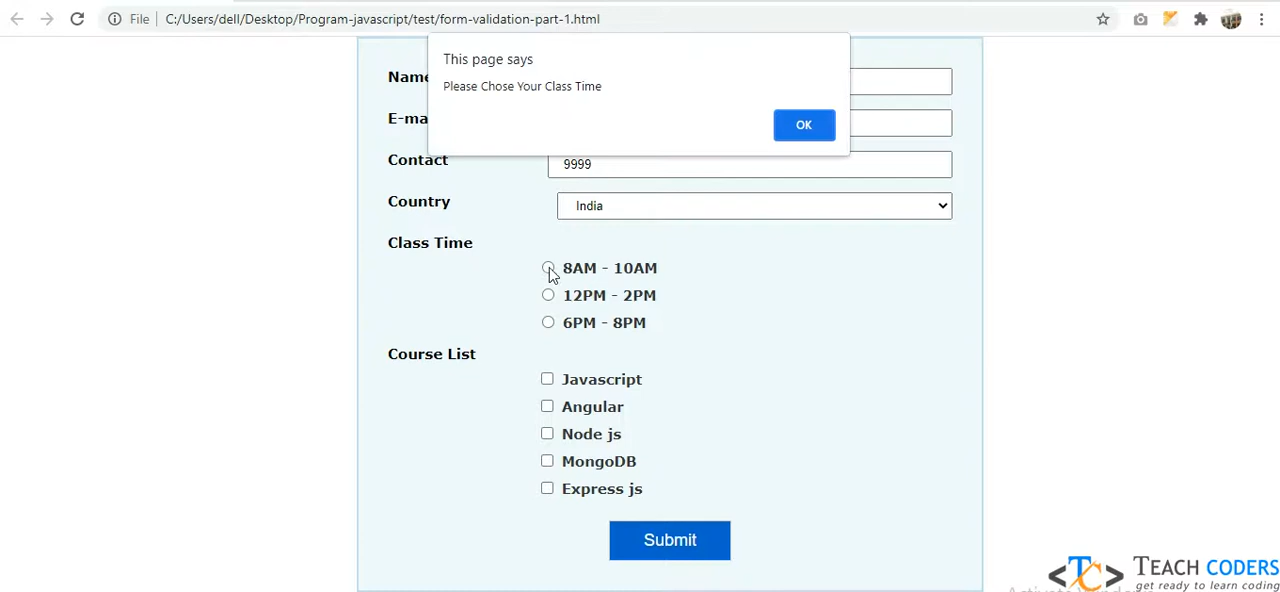 File C:/Users/dell/Desktop/Program-javascript/test/form-validation-part-1.html
This page says
Please Chose Your Class Time
OK
Name
E-ma
Contact 9999
Country India
Class Time
8AM - 10AM
12PM - 2PM
6PM - 8PM
Course List
Javascript
Angular
Node js
MongoDB
Express js
Submit
TC TEACH CODERS
get ready to learn coding